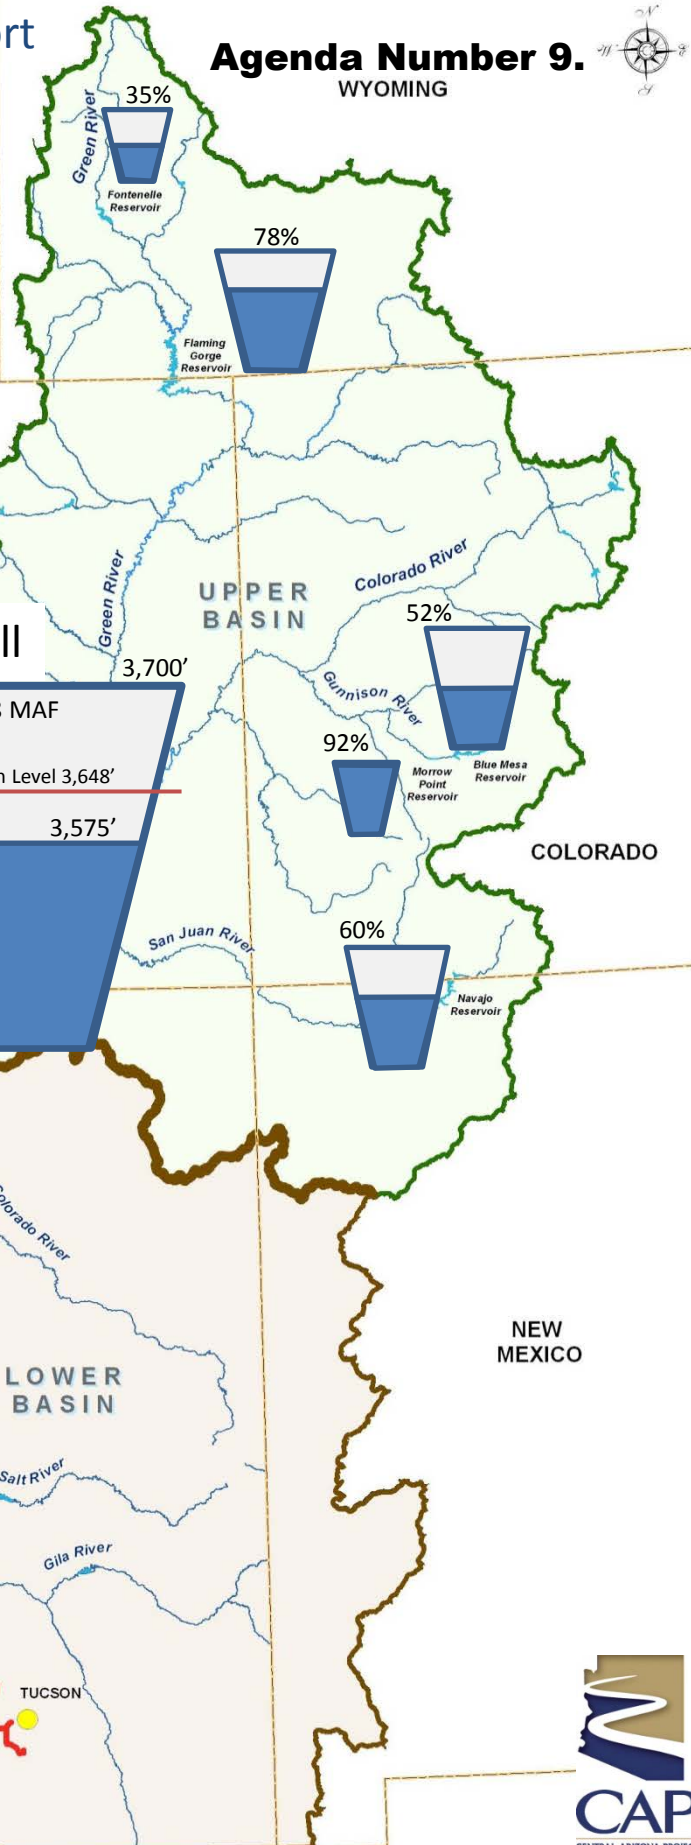 ort
Agenda Number 9.
N
W
E
S
WYOMING
35%
Green River
Fontenelle
Reservoir
78%
Flaming
Gorge
Reservoir
Green River
UPPER
BASIN
Colorado River
52%
ll
3,700’
MAF
Gunnison River
92%
Morrow
Point
Reservoir
Blue Mesa
Reservoir
Level 3,648’
3,575’
COLORADO
60%
San Juan River
Navajo
Reservoir
Colorado River
NEW
MEXICO
LOWER
BASIN
Salt River
Gila River
TUCSON
CAP